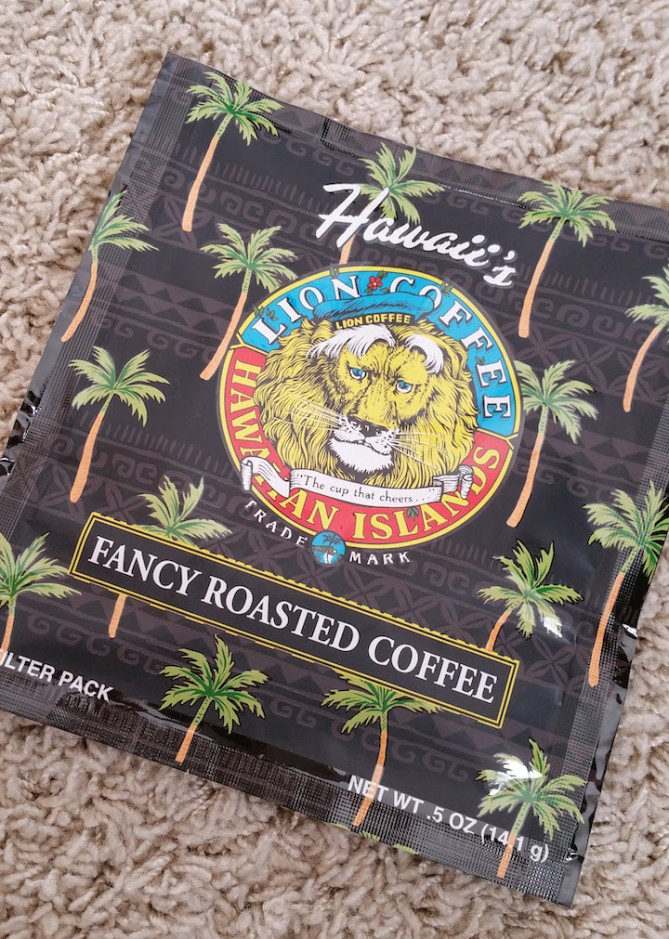 Hawaii's
LION COFFEE
LION COFFEE
HAWAIIAN ISLANDS
"The cup that cheers...
TRADE MARK
FANCY ROASTED COFFEE
ILTER PACK
NET WT .5 OZ (14.1 g)